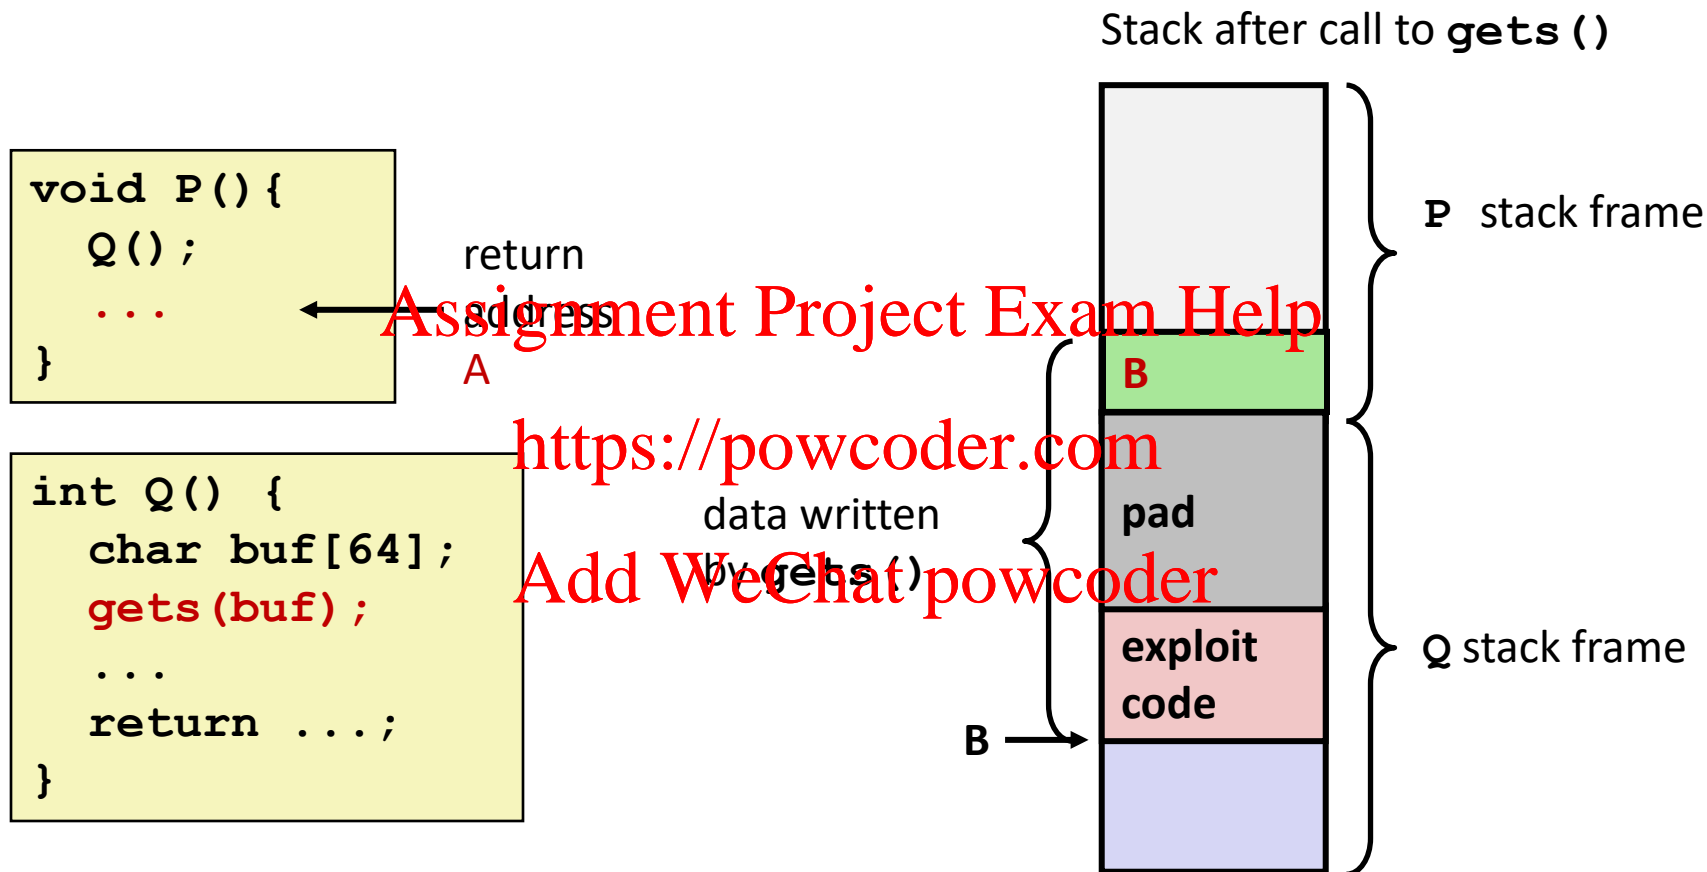 Stack after call to gets()
void P(){
Q();
...
}
return
address
A
int Q() {
char buf[64];
gets(buf);
...
return ...;
}
Assignment Project Exam Help
https://powcoder.com
Add WeChat powcoder
data written
by gets()
B
pad
exploit
code
B
P stack frame
Q stack frame